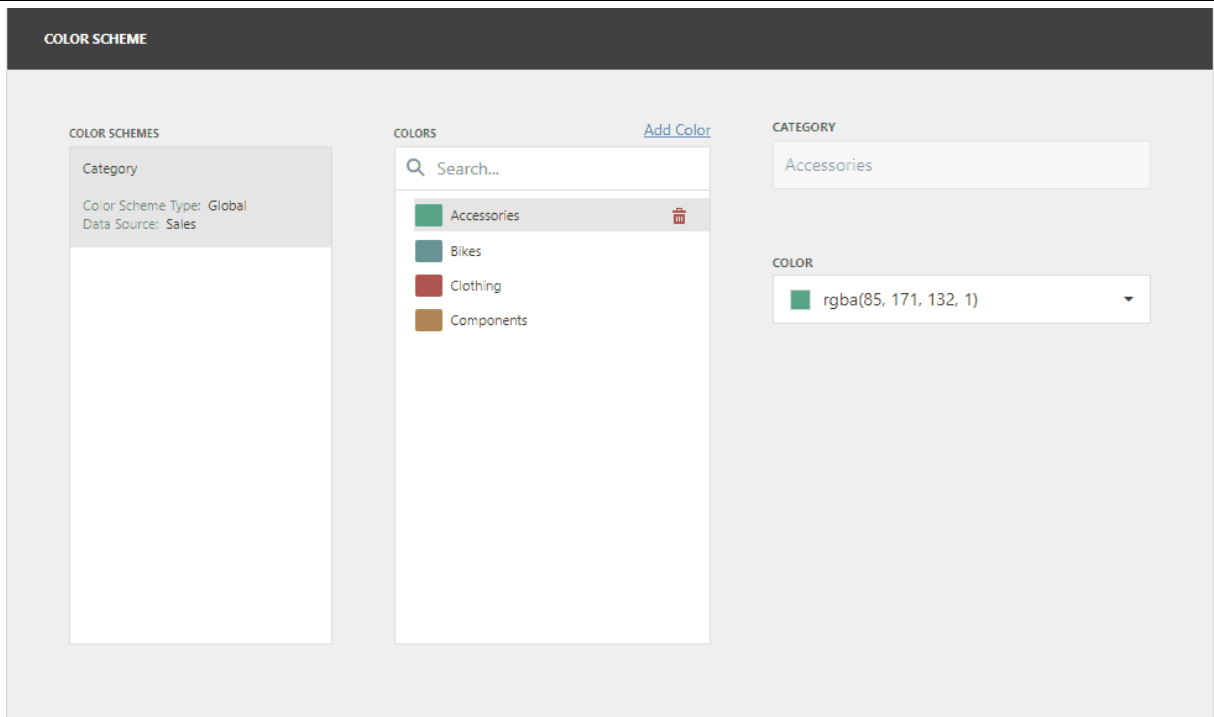 COLOR SCHEME
COLOR SCHEMES
Category
Color Scheme Type: Global
Data Source: Sales
COLORS
Add Color
Search...
Accessories
Bikes
Clothing
Components
CATEGORY
Accessories
COLOR
rgba(85, 171, 132, 1)